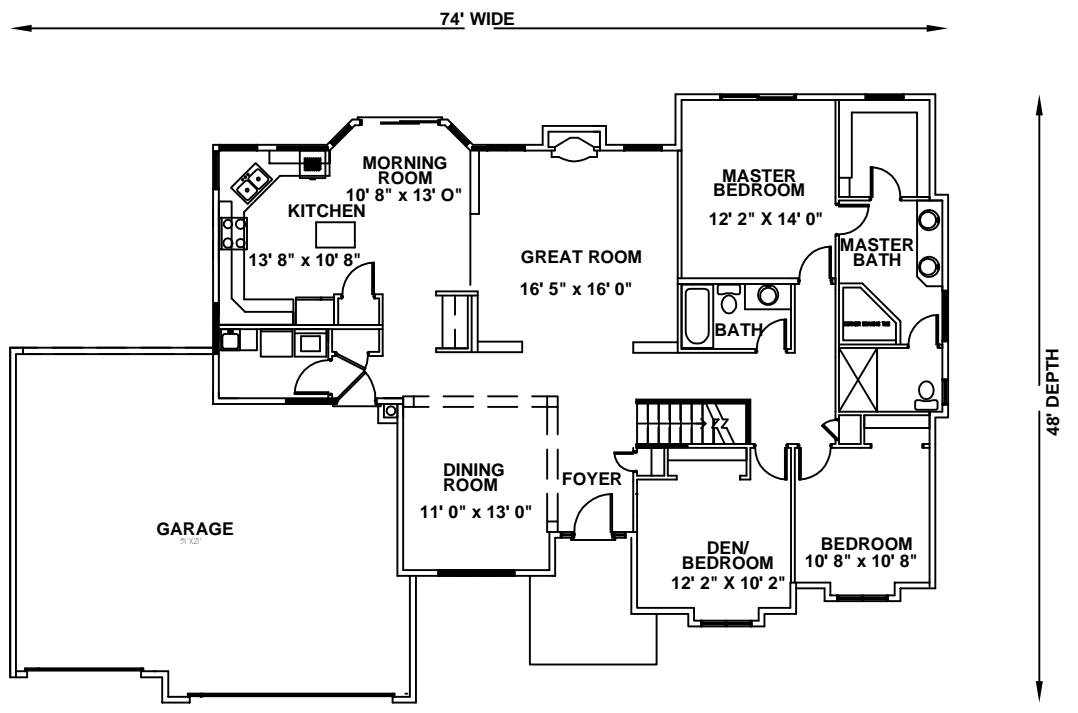 74' WIDE
MORNING
ROOM
10' 8" x 13' O"
KITCHEN
13' 8" x 10' 8"
MASTER
BEDROOM
12' 2" X 14' 0"
GREAT ROOM
16' 5" x 16' 0"
MASTER
BATH
BATH
48' DEPTH
DINING
ROOM
11' 0" x 13' 0"
FOYER
GARAGE
DEN/
BEDROOM
12' 2" X 10' 2"
BEDROOM
10' 8" x 10' 8"